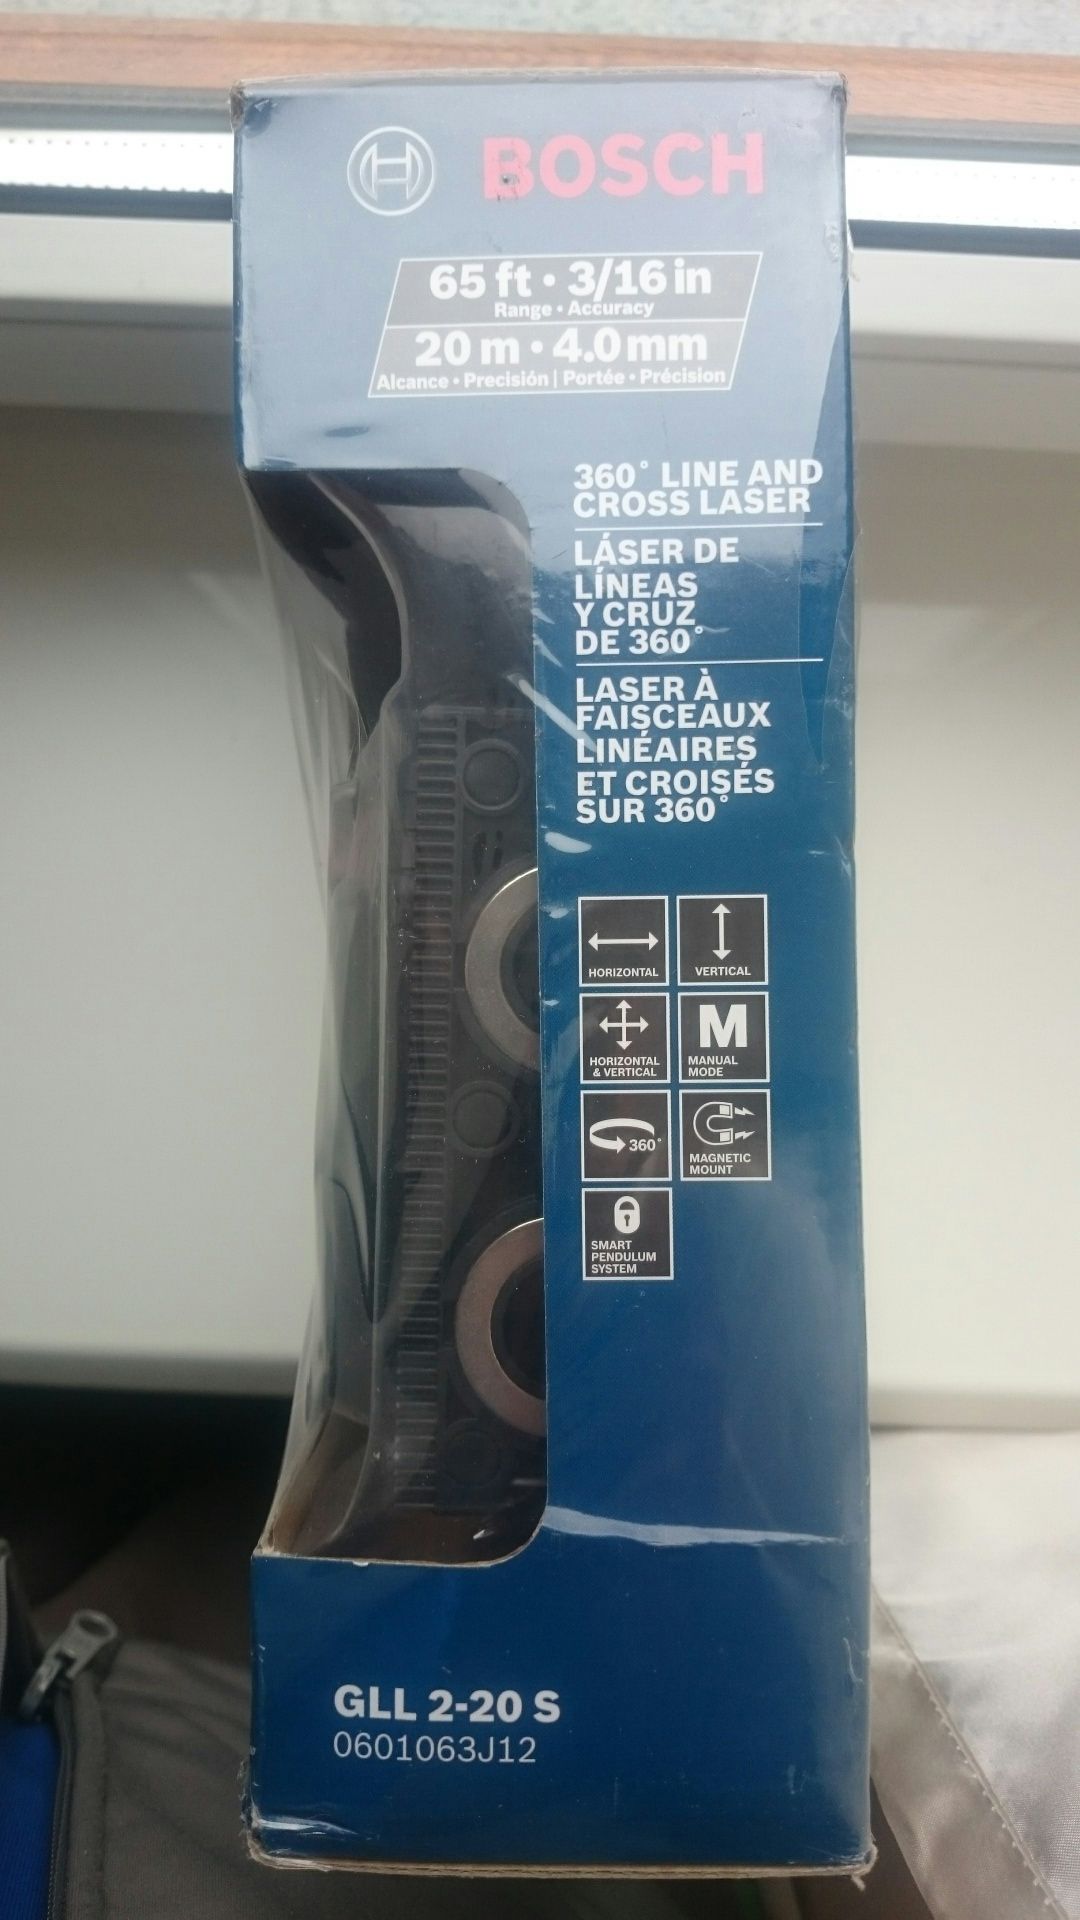 BOSCH
65 ft • 3/16 in
Range • Accuracy
20 m • 4.0 mm
Alcance • Precisión | Portée • Précision
360° LINE AND
CROSS LASER
LÁSER DE
LÍNEAS
Y CRUZ
DE 360°
LASER À
FAISCEAUX
LINÉAIRES
ET CROISÉS
SUR 360°
HORIZONTAL
VERTICAL
HORIZONTAL
& VERTICAL
M
MANUAL
MODE
360°
MAGNETIC
MOUNT
SMART
PENDULUM
SYSTEM
GLL 2-20 S
0601063J12